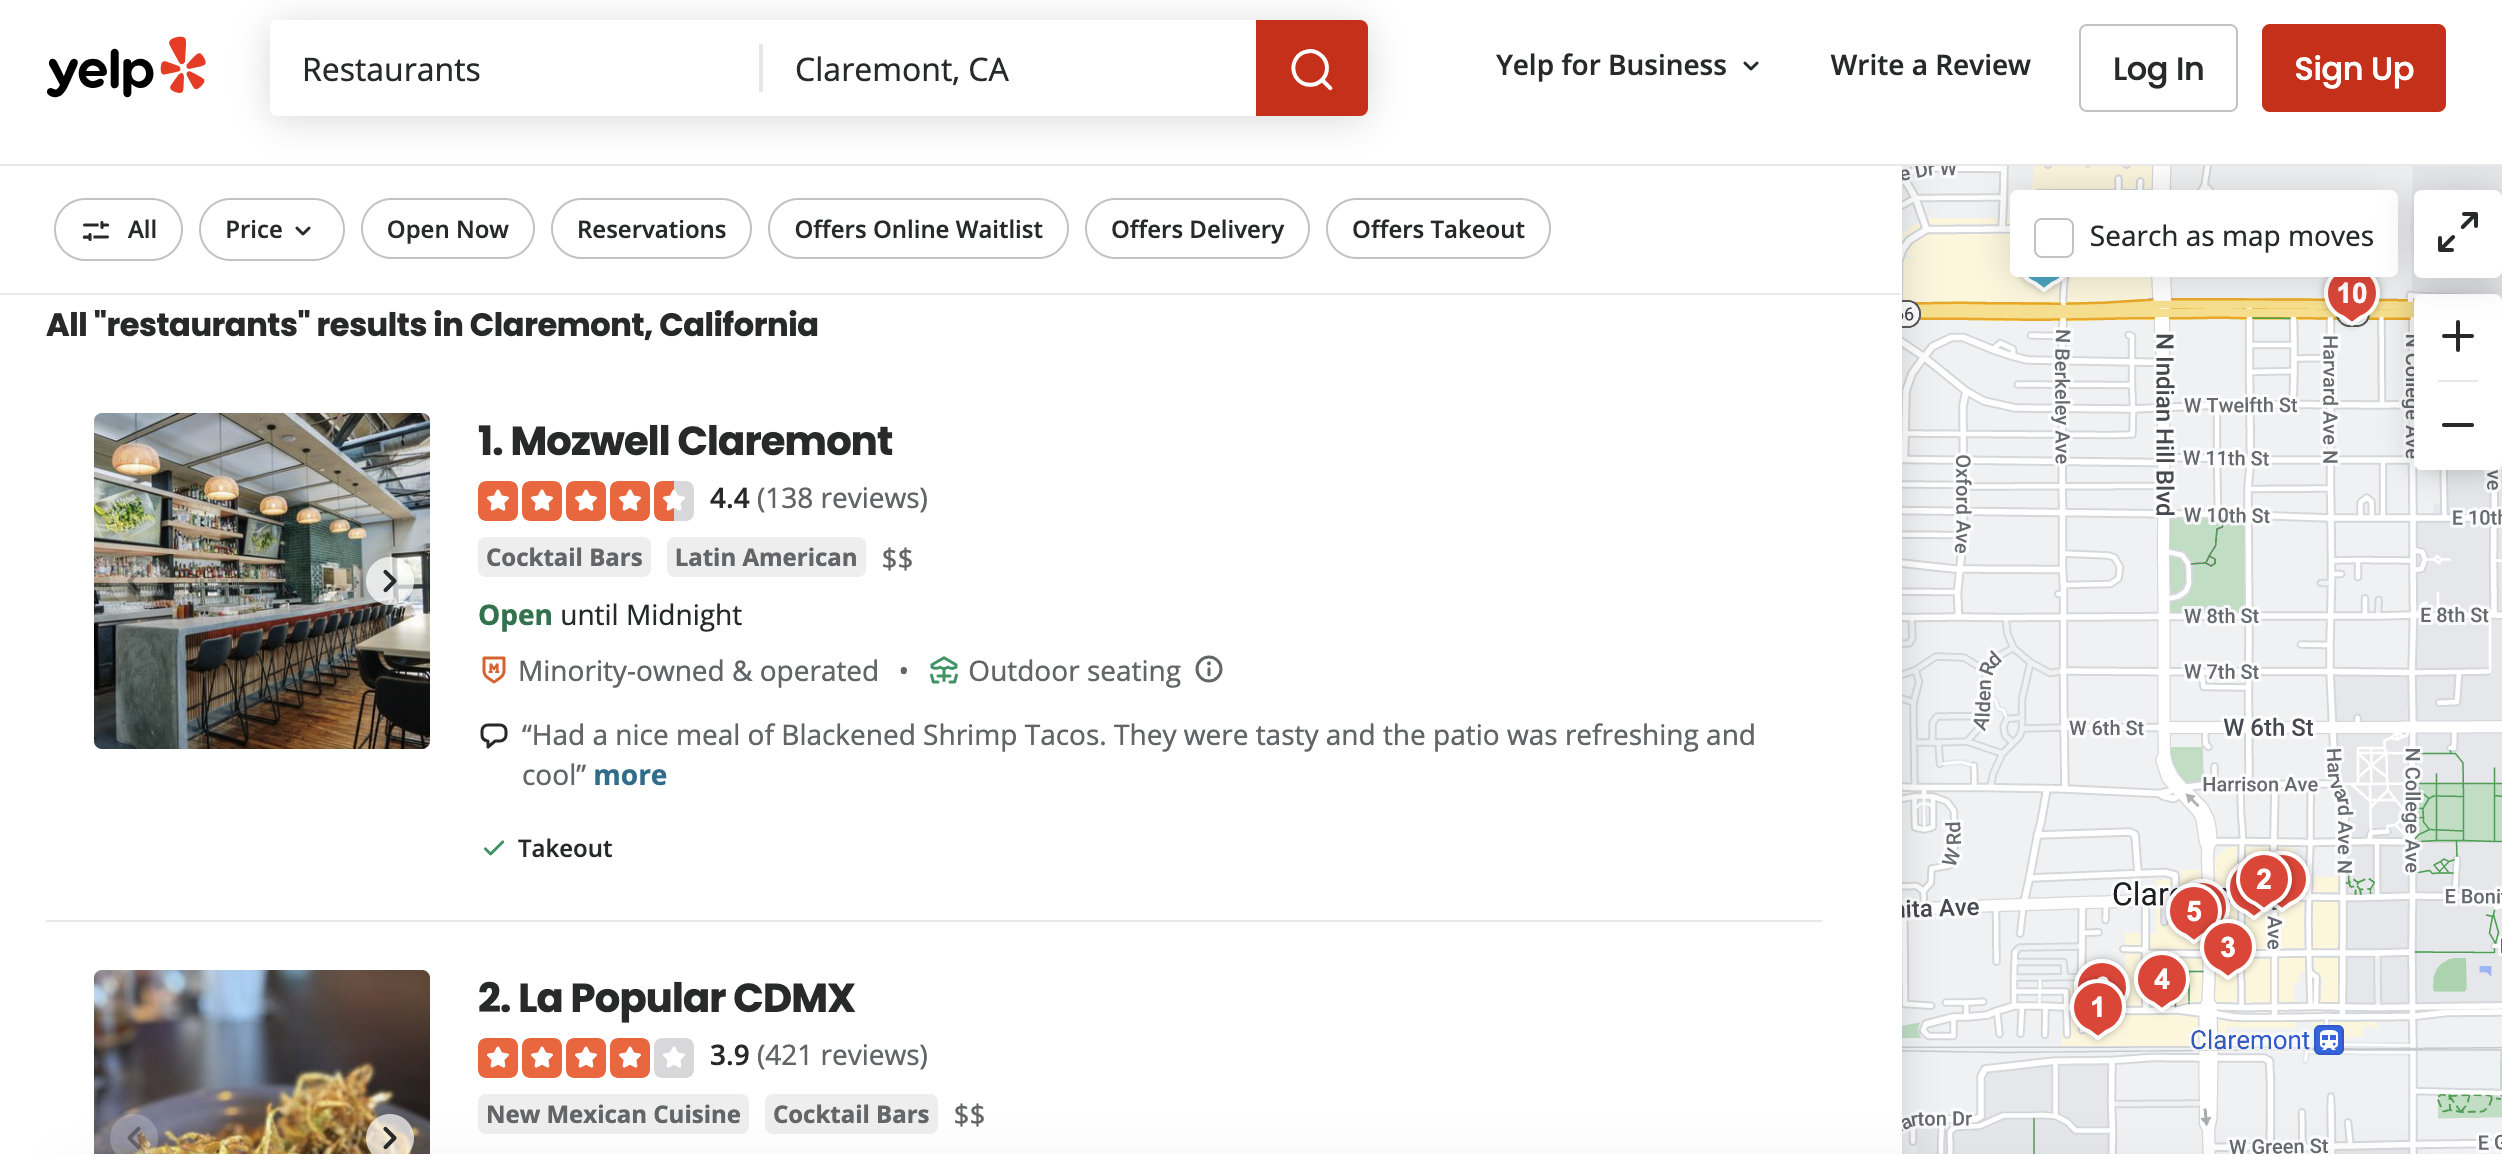 yelp
Restaurants
Claremont, CA
Yelp for Business
Write a Review
Log In
Sign Up
All
Price
Open Now
Reservations
Offers Online Waitlist
Offers Delivery
Offers Takeout
All "restaurants" results in Claremont, California
1. Mozwell Claremont
4.4 (138 reviews)
Cocktail Bars Latin American $$
Open until Midnight
M Minority-owned & operated • Outdoor seating
“Had a nice meal of Blackened Shrimp Tacos. They were tasty and the patio was refreshing and
cool” more
Takeout
2. La Popular CDMX
3.9 (421 reviews)
New Mexican Cuisine Cocktail Bars $$
e Dr W
Search as map moves
10
66
N Berkeley Ave
N Indian Hill Blvd
Harvard Ave N
N College Ave
W Twelfth St
W 11th St
Oxford Ave
W 10th St
E 10th
W 8th St
E 8th St
Alpen Rd
W 7th St
W 6th St
W 6th St
Harrison Ave
Harvard Ave N
N College Ave
W Rd
2
Clar
5
ita Ave
E Boni
Ave
3
4
1
Claremont
arton Dr
W Green St
E G